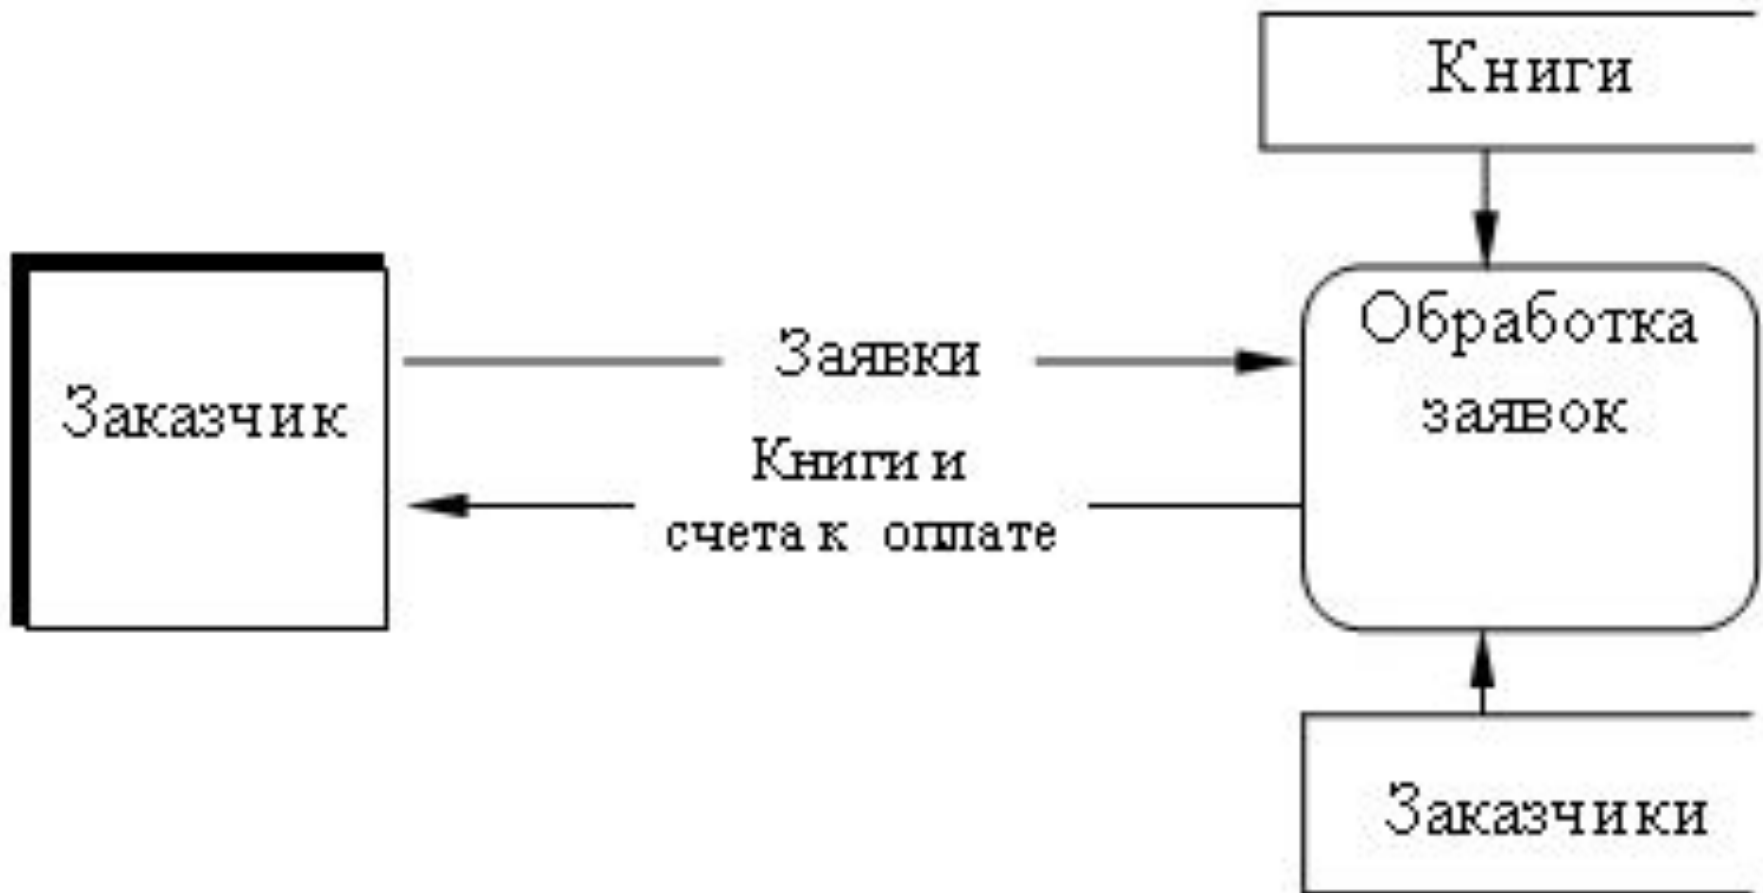 Книги
Заказчик
Заявки
Книги и
счета к оплате
Обработка
заявок
Заказчики